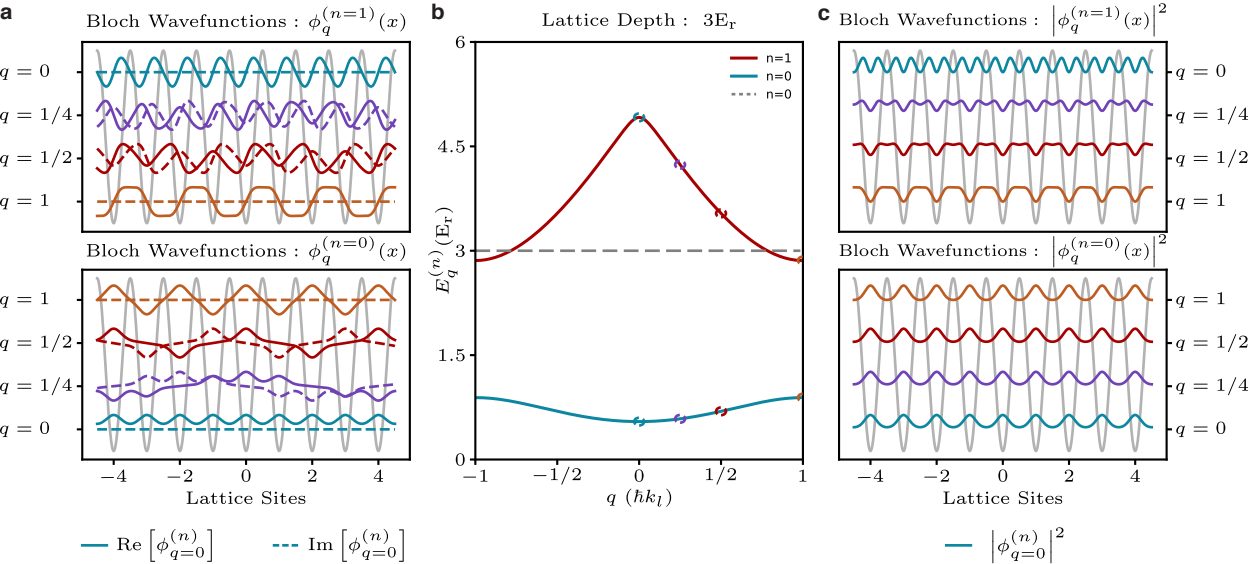 a
Bloch Wavefunctions : ϕ_q^{(n=1)}(x)
q = 0
q = 1/4
q = 1/2
q = 1
Bloch Wavefunctions : ϕ_q^{(n=0)}(x)
q = 1
q = 1/2
q = 1/4
q = 0
−4 −2 0 2 4
Lattice Sites
Re [ϕ_{q=0}^{(n)}] Im [ϕ_{q=0}^{(n)}]
b
Lattice Depth : 3E_r
n=1
n=0
n=0
6
4.5
3
1.5
0
E_q^{(n)} (E_r)
−1 −1/2 0 1/2 1
q (ħk_l)
c
Bloch Wavefunctions : |ϕ_q^{(n=1)}(x)|^2
q = 0
q = 1/4
q = 1/2
q = 1
Bloch Wavefunctions : |ϕ_q^{(n=0)}(x)|^2
q = 1
q = 1/2
q = 1/4
q = 0
−4 −2 0 2 4
Lattice Sites
|ϕ_{q=0}^{(n)}|^2